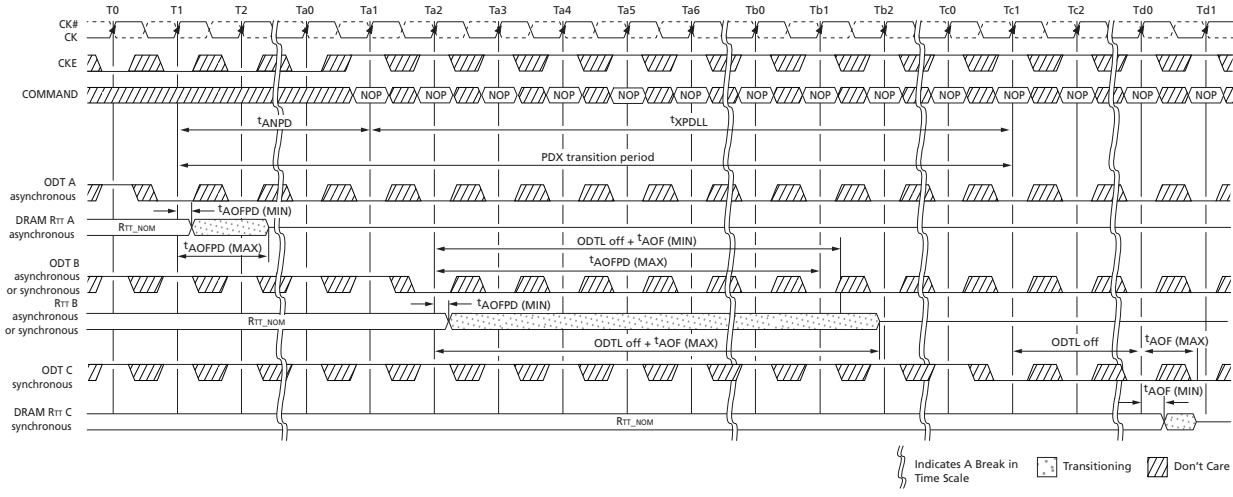 T0 T1 T2 Ta0 Ta1 Ta2 Ta3 Ta4 Ta5 Ta6 Tb0 Tb1 Tb2 Tc0 Tc1 Tc2 Td0 Td1
CK#
CK
CKE
COMMAND
NOP NOP NOP NOP NOP NOP NOP NOP NOP NOP NOP NOP NOP NOP
tANPD
tXPDLL
PDX transition period
ODT A
asynchronous
tAOFPD (MIN)
DRAM RTT A
asynchronous
RTT_NOM
tAOFPD (MAX)
ODTL off + tAOF (MIN)
tAOFPD (MAX)
ODT B
asynchronous
or synchronous
tAOFPD (MIN)
RTT B
asynchronous
or synchronous
RTT_NOM
ODTL off + tAOF (MAX)
ODTL off
tAOF (MAX)
ODT C
synchronous
tAOF (MIN)
DRAM RTT C
synchronous
RTT_NOM
Indicates A Break in
Time Scale
Transitioning
Don't Care